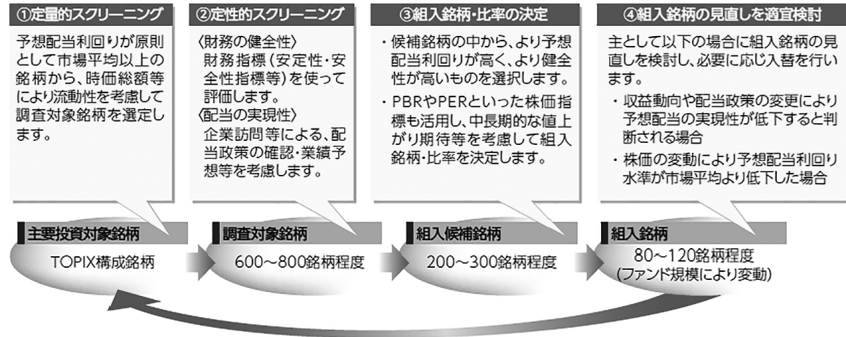 ①定量的スクリーニング
予想配当利回りが原則
として市場平均以上の
銘柄から、時価総額等
により流動性を考慮して
調査対象銘柄を選定し
ます。
②定性的スクリーニング
〈財務の健全性〉
財務指標（安定性・安
全性指標等）を使って
評価します。
〈配当の実現性〉
企業訪問等による、配
当政策の確認・業績予
想等を考慮します。
③組入銘柄・比率の決定
・候補銘柄の中から、より予想
配当利回りが高く、より健全
性が高いものを選択します。
・PBRやPERといった株価指
標も活用し、中長期的な値上
がり期待等を考慮して組入
銘柄・比率を決定します。
④組入銘柄の見直しを適宜検討
主として以下の場合に組入銘柄の見
直しを検討し、必要に応じ入替を行い
ます。
・収益動向や配当政策の変更により
予想配当の実現性が低下すると判
断される場合
・株価の変動により予想配当利回り
水準が市場平均より低下した場合
主要投資対象銘柄
TOPIX構成銘柄
調査対象銘柄
600～800銘柄程度
組入候補銘柄
200～300銘柄程度
組入銘柄
80～120銘柄程度
(ファンド規模により変動)